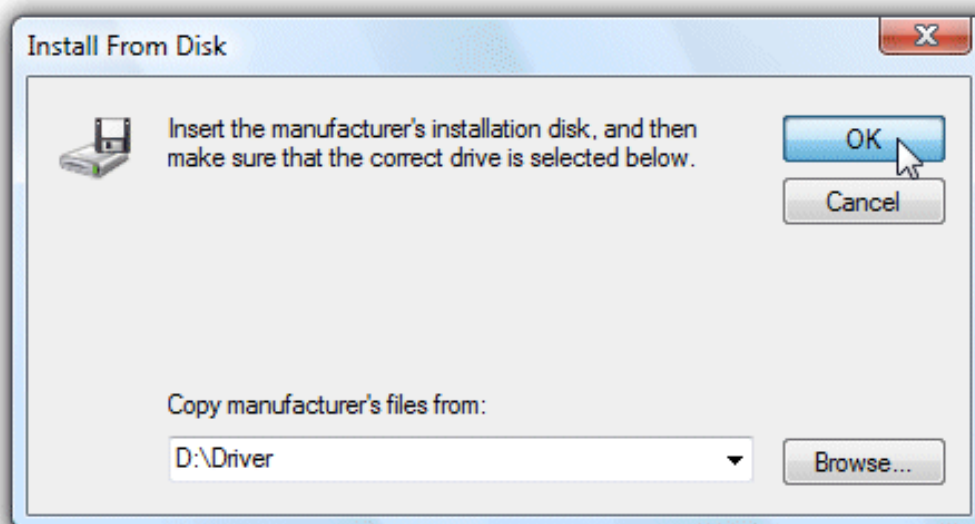 Install From Disk
Insert the manufacturer's installation disk, and then
make sure that the correct drive is selected below.
OK
Cancel
Copy manufacturer's files from:
D:\Driver
Browse...